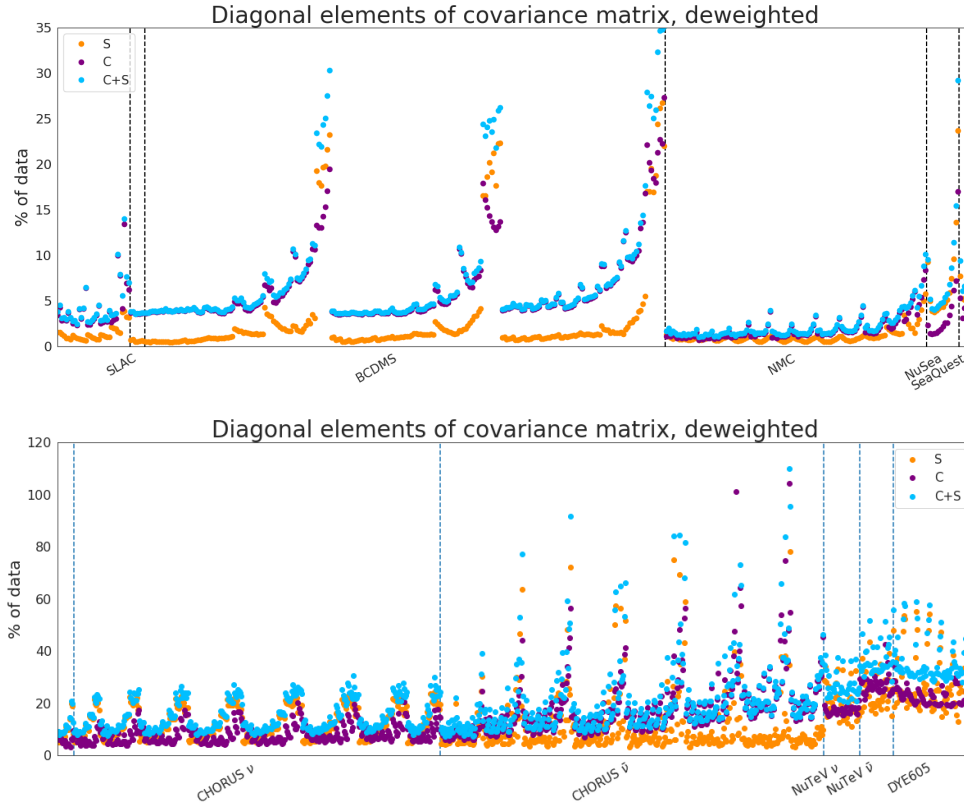 Diagonal elements of covariance matrix, deweighted
35
30
25
20
15
10
5
0
% of data
S
C
C+S
SLAC
BCDMS
NMC
NuSea
SeaQuest
Diagonal elements of covariance matrix, deweighted
120
100
80
60
40
20
0
% of data
S
C
C+S
CHORUS ν
CHORUS ν̄
NuTeV ν
NuTeV ν̄
DYE605